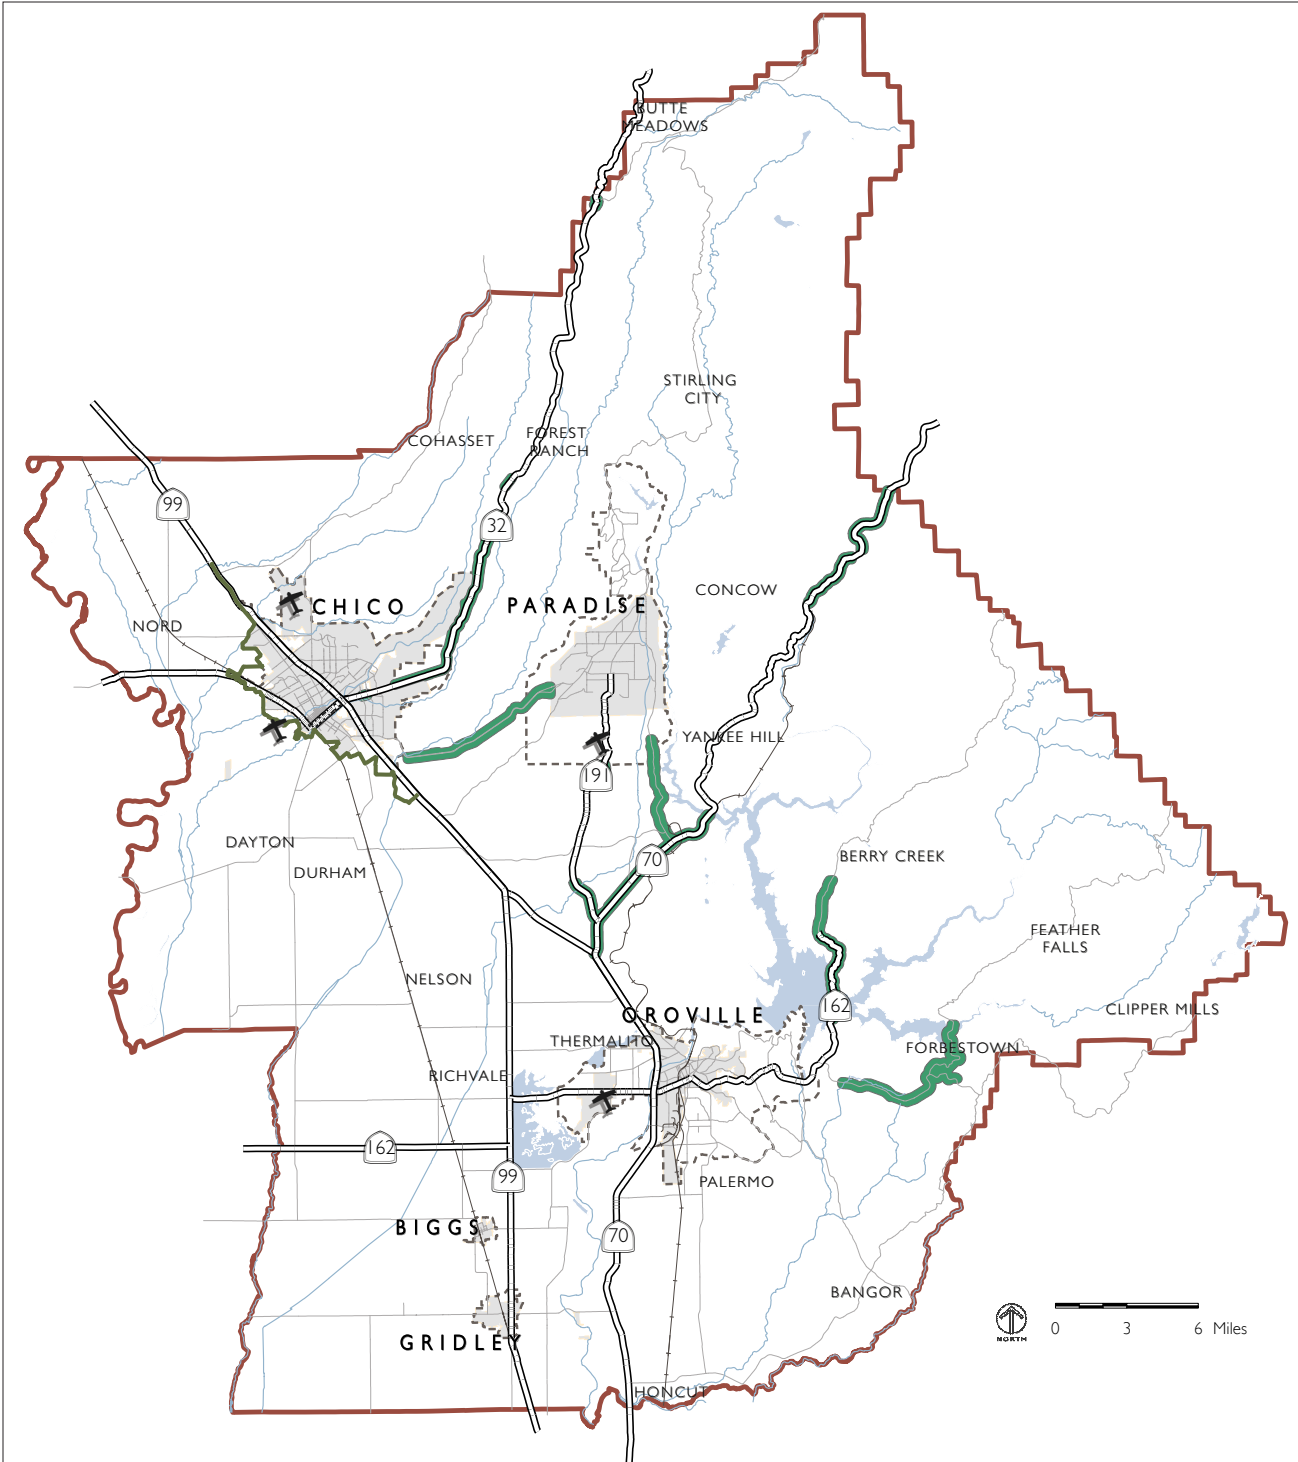 BUTTE
MEADOWS
STIRLING
CITY
COHASSET
FOREST
RANCH
99
32
CONCOW
CHICO
PARADISE
NORD
YANKEE HILL
191
DAYTON
DURHAM
70
BERRY CREEK
FEATHER
FALLS
NELSON
162
CLIPPER MILLS
OROVILLE
THERMALITO
FORBESTOWN
RICHVALE
162
99
PALERMO
BIGGS
70
BANGOR
GRIDLEY
NORTH
0 3 6 Miles
HONCUT